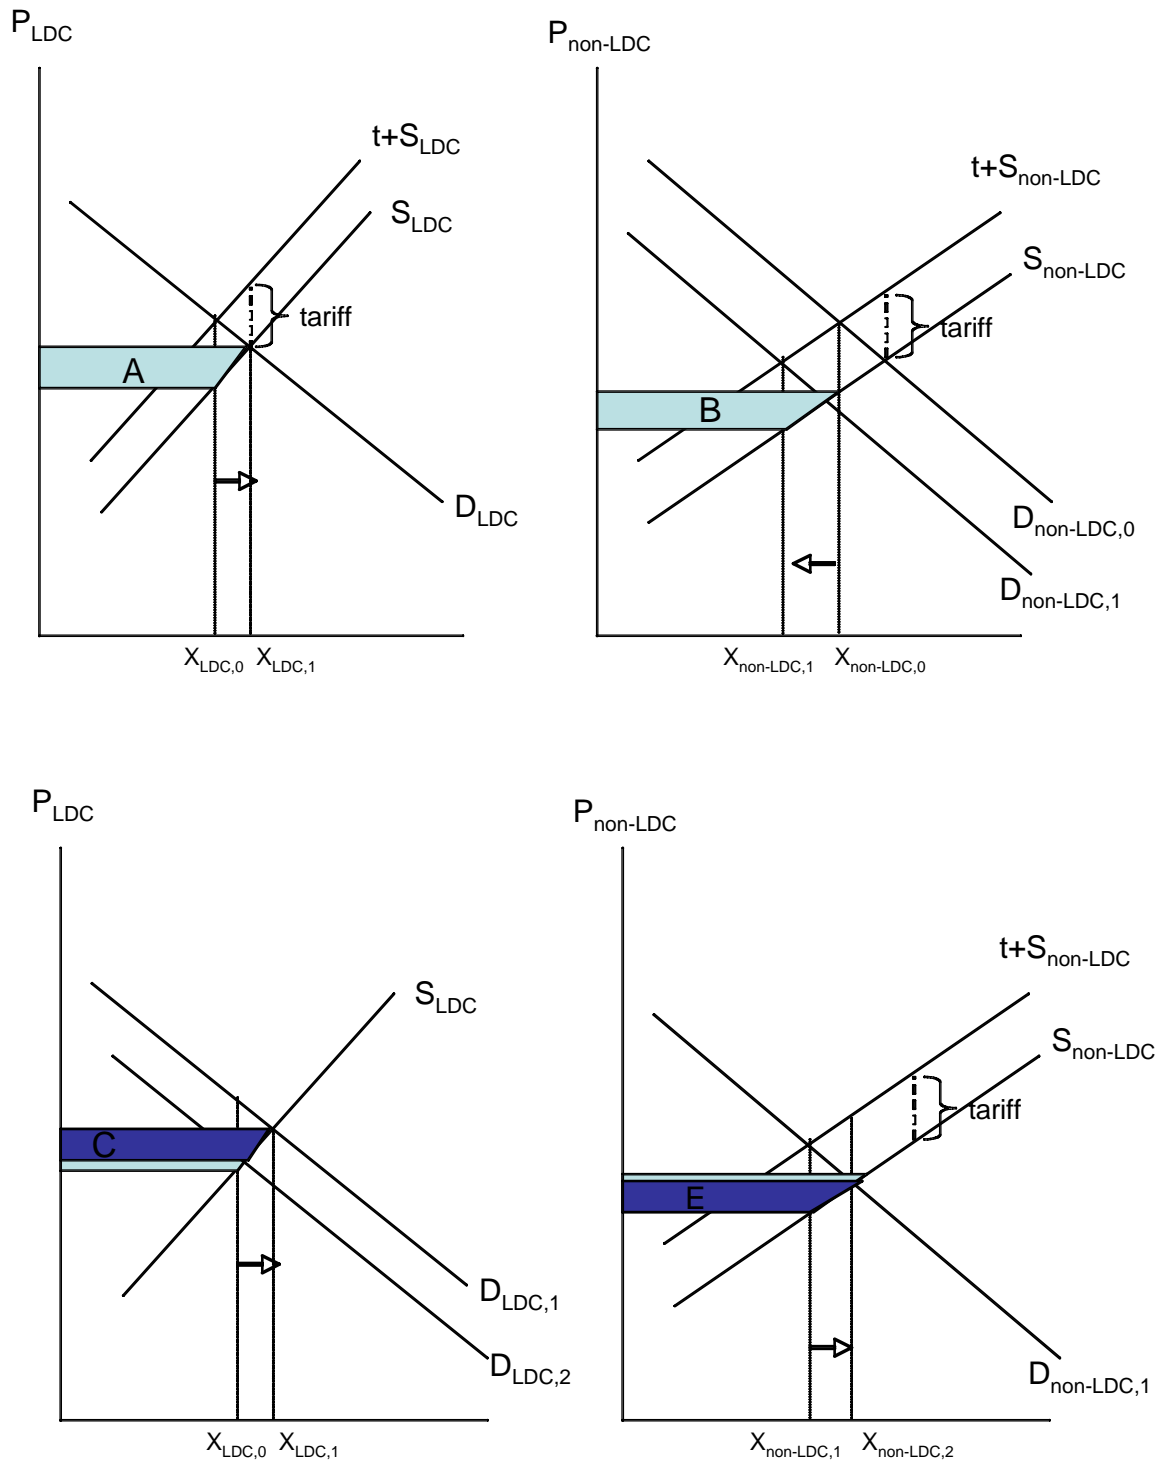 P_LDC
P_non-LDC
t+S_LDC
t+S_non-LDC
S_LDC
S_non-LDC
tariff
tariff
A
B
D_LDC
D_non-LDC,0
D_non-LDC,1
X_LDC,0 X_LDC,1
X_non-LDC,1 X_non-LDC,0
P_LDC
P_non-LDC
t+S_non-LDC
S_LDC
S_non-LDC
tariff
C
E
D_LDC,1
D_LDC,2
D_non-LDC,1
X_LDC,0 X_LDC,1
X_non-LDC,1 X_non-LDC,2